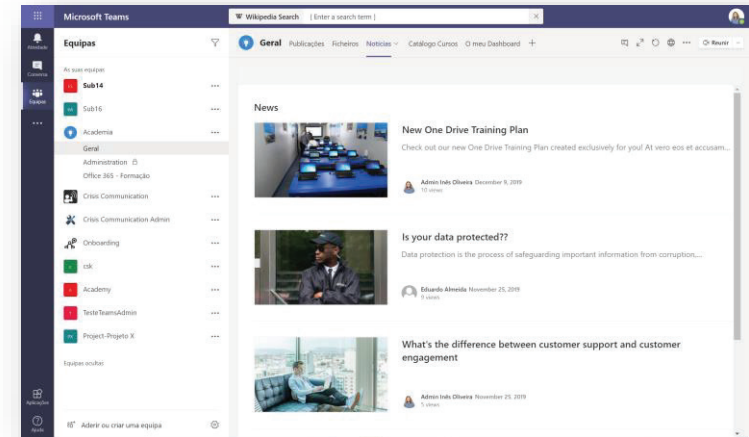 Microsoft Teams
W Wikipedia Search | Enter a search term |
Atividade
Conversa
Equipas
Aplicações
Ajuda
Equipas
As suas equipas
Sub14
Sub16
Academia
Geral
Administration
Office 365 - Formação
Crisis Communication
Crisis Communication Admin
Onboarding
csk
Academy
TesteTeamsAdmin
Project-Projeto X
Equipas ocultas
Aderir ou criar uma equipa
Geral Publicações Ficheiros Notícias Catálogo Cursos O meu Dashboard +
Reunir
News
New One Drive Training Plan
Check out our new One Drive Training Plan created exclusively for you! At vero eos et accusam...
Admin Inês Oliveira December 9, 2019
10 views
Is your data protected??
Data protection is the process of safeguarding important information from corruption,...
Eduardo Almeida November 25, 2019
9 views
What's the difference between customer support and customer
engagement
Admin Inês Oliveira November 25, 2019
5 views